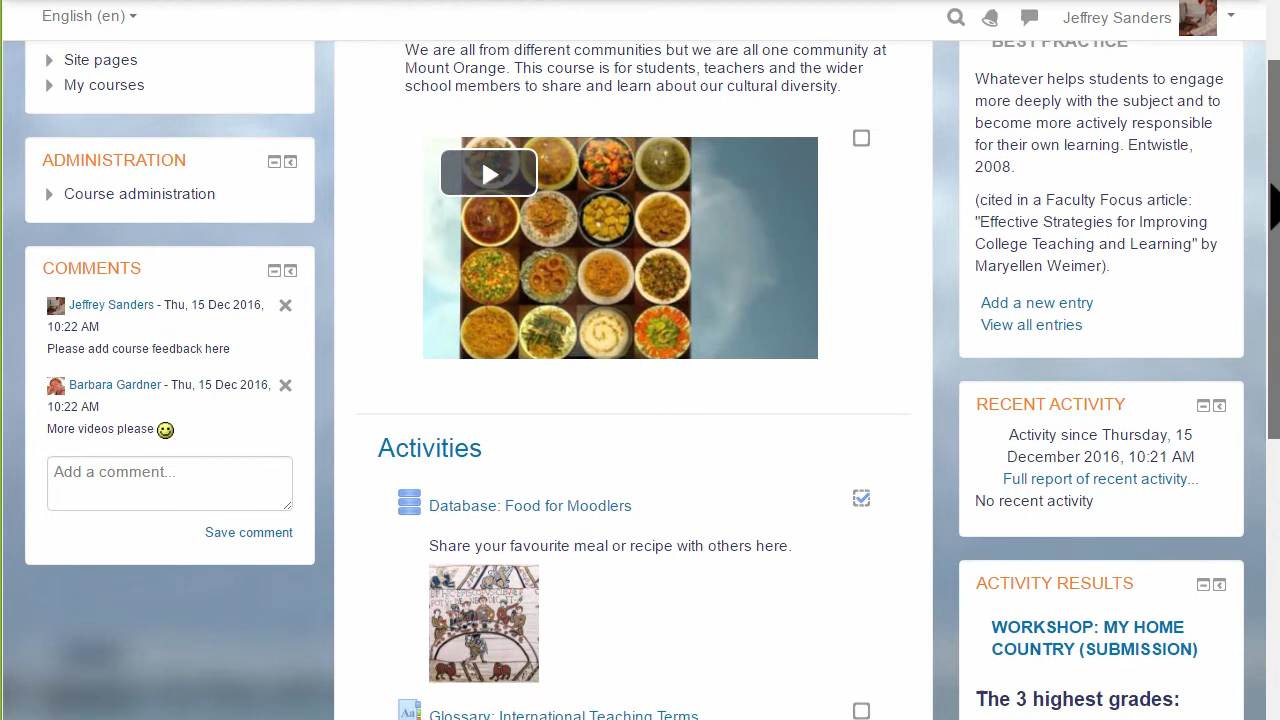 English (en)
Jeffrey Sanders
Site pages
My courses
ADMINISTRATION
Course administration
COMMENTS
Jeffrey Sanders - Thu, 15 Dec 2016,
10:22 AM
Please add course feedback here
Barbara Gardner - Thu, 15 Dec 2016,
10:22 AM
More videos please
Add a comment...
Save comment
We are all from different communities but we are all one community at
Mount Orange. This course is for students, teachers and the wider
school members to share and learn about our cultural diversity.
Activities
Database: Food for Moodlers
Share your favourite meal or recipe with others here.
Aa
Glossary: International Teaching Terms
BEST PRACTICE
Whatever helps students to engage
more deeply with the subject and to
become more actively responsible
for their own learning. Entwistle,
2008.
(cited in a Faculty Focus article:
"Effective Strategies for Improving
College Teaching and Learning" by
Maryellen Weimer).
Add a new entry
View all entries
RECENT ACTIVITY
Activity since Thursday, 15
December 2016, 10:21 AM
Full report of recent activity...
No recent activity
ACTIVITY RESULTS
WORKSHOP: MY HOME
COUNTRY (SUBMISSION)
The 3 highest grades: